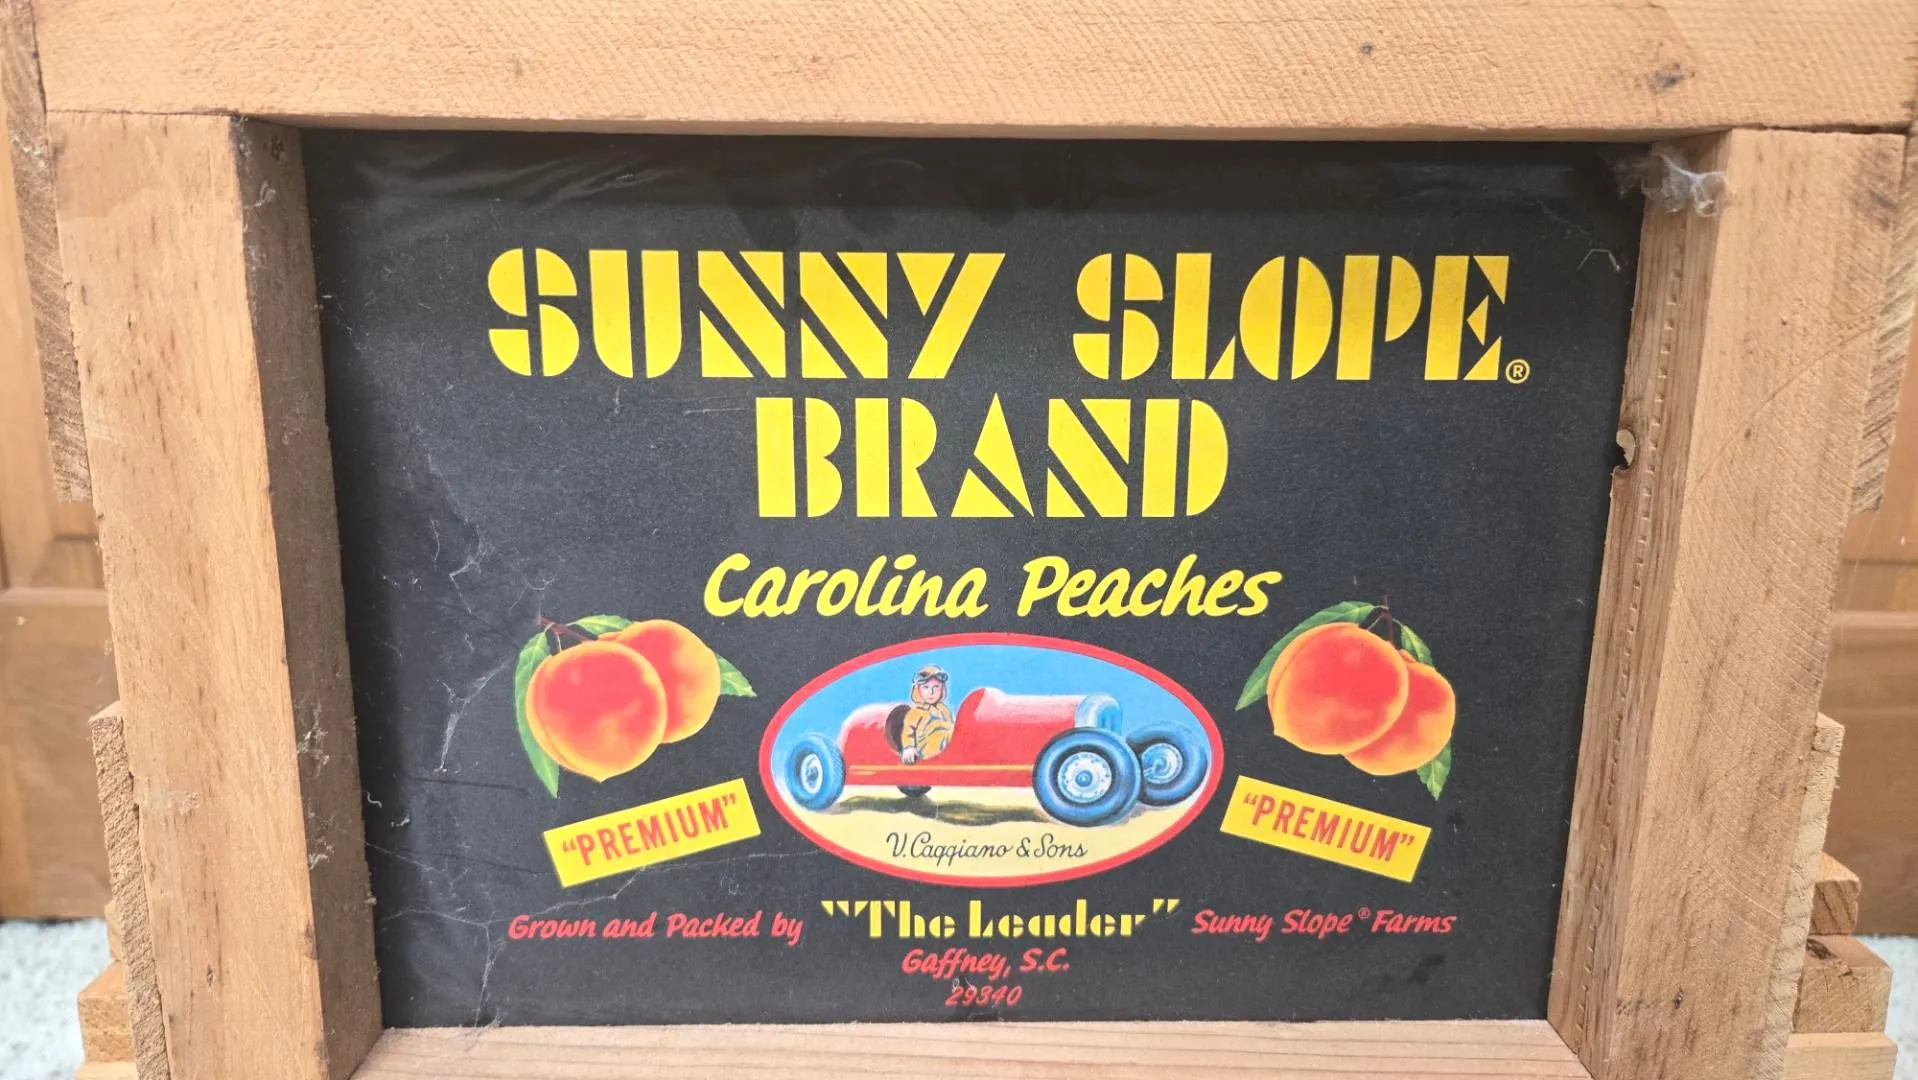 SUNNY SLOPE®
BRAND
Carolina Peaches
"PREMIUM"
"PREMIUM"
V. Caggiano & Sons
Grown and Packed by "The Leader" Sunny Slope® Farms
Gaffney, S.C.
29340